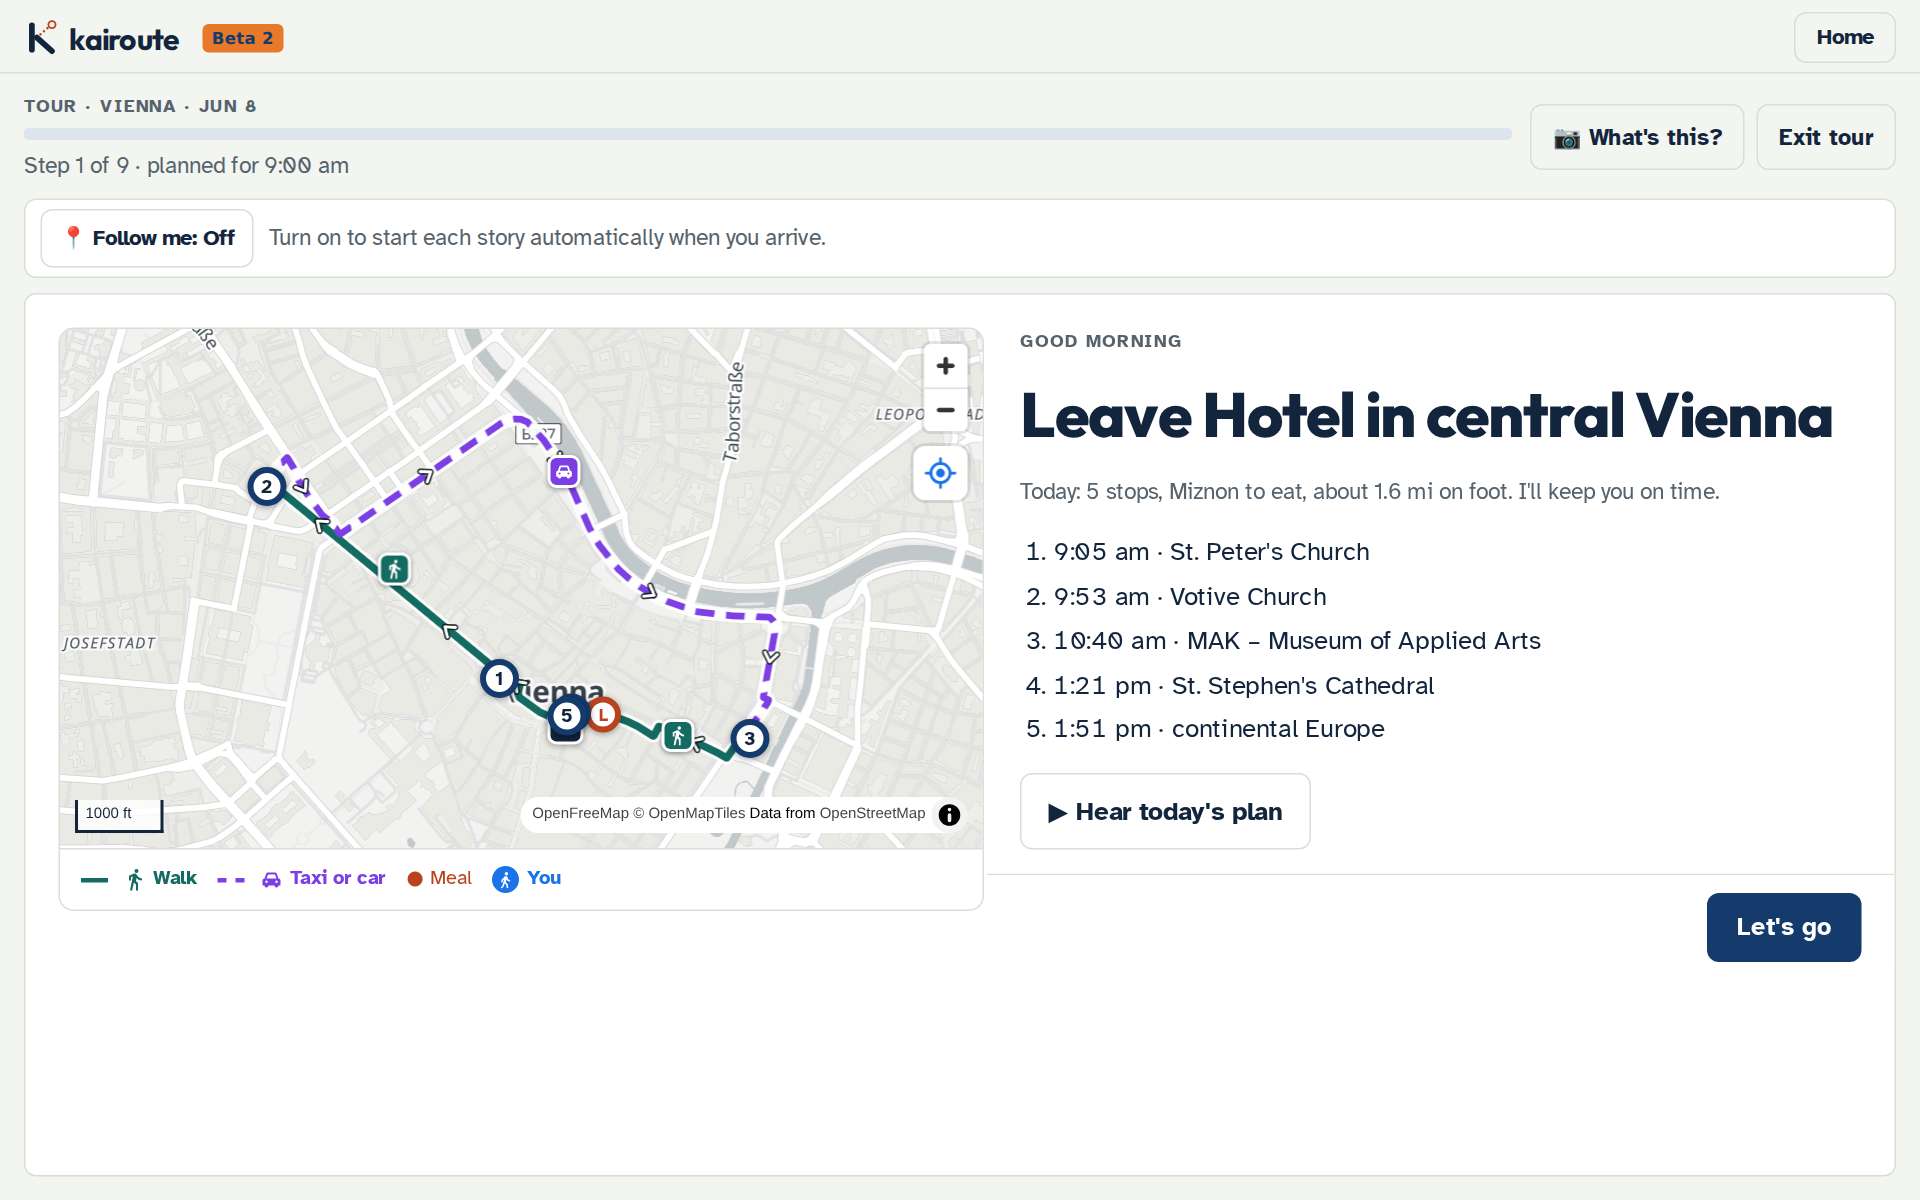 kairoute
Beta 2
Home
TOUR · VIENNA · JUN 8
Step 1 of 9 · planned for 9:00 am
What's this?
Exit tour
Follow me: Off
Turn on to start each story automatically when you arrive.
Taborstraße
JOSEFSTADT
2
1
5
L
3
1000 ft
OpenFreeMap © OpenMapTiles Data from OpenStreetMap
Walk
Taxi or car
Meal
You
GOOD MORNING
Leave Hotel in central Vienna
Today: 5 stops, Miznon to eat, about 1.6 mi on foot. I'll keep you on time.
1. 9:05 am · St. Peter's Church
2. 9:53 am · Votive Church
3. 10:40 am · MAK – Museum of Applied Arts
4. 1:21 pm · St. Stephen's Cathedral
5. 1:51 pm · continental Europe
Hear today's plan
Let's go